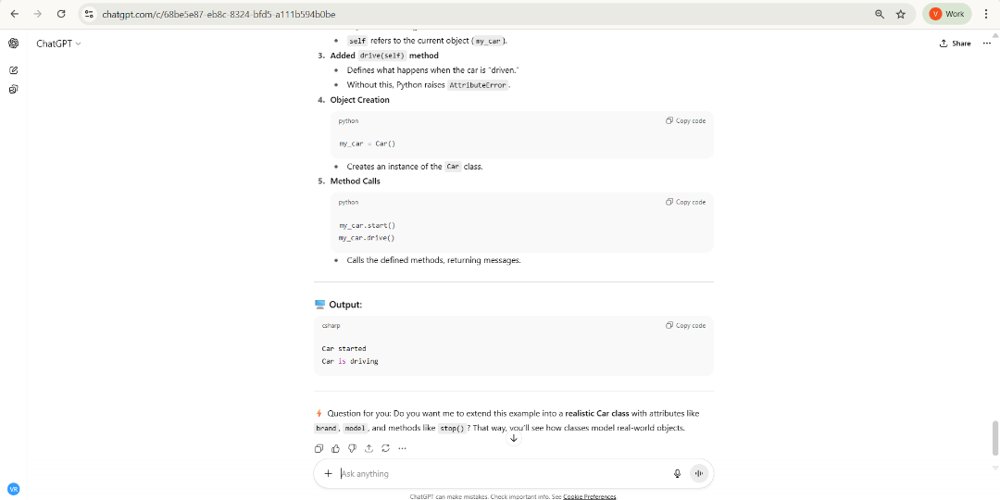 chatgpt.com/c/68be5e87-eb8c-8324-bfd5-a111b594b0be
V Work
ChatGPT
Share
self refers to the current object (my_car).
3. Added drive(self) method
Defines what happens when the car is "driven."
Without this, Python raises AttributeError.
4. Object Creation
python Copy code
my_car = Car()
Creates an instance of the Car class.
5. Method Calls
python Copy code
my_car.start()
my_car.drive()
Calls the defined methods, returning messages.
Output:
csharp Copy code
Car started
Car is driving
Question for you: Do you want me to extend this example into a realistic Car class with attributes like
brand, model, and methods like stop()? That way, you'll see how classes model real-world objects.
Ask anything
VR
ChatGPT can make mistakes. Check important info. See Cookie Preferences.